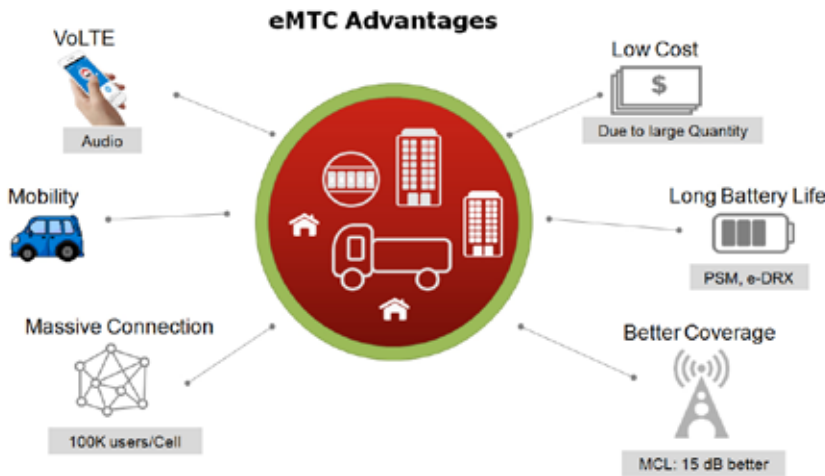 eMTC Advantages
VoLTE
Audio
Mobility
Massive Connection
100K users/Cell
Low Cost
$
Due to large Quantity
Long Battery Life
PSM, e-DRX
Better Coverage
MCL: 15 dB better